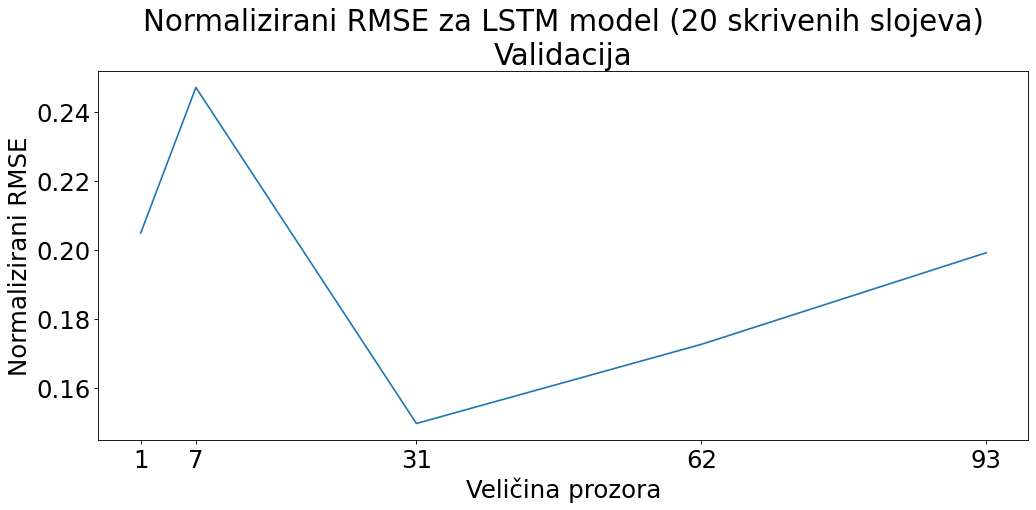 Normalizirani RMSE za LSTM model (20 skrivenih slojeva)
Validacija
Normalizirani RMSE
0.24
0.22
0.20
0.18
0.16
1 7 31 62 93
Veličina prozora